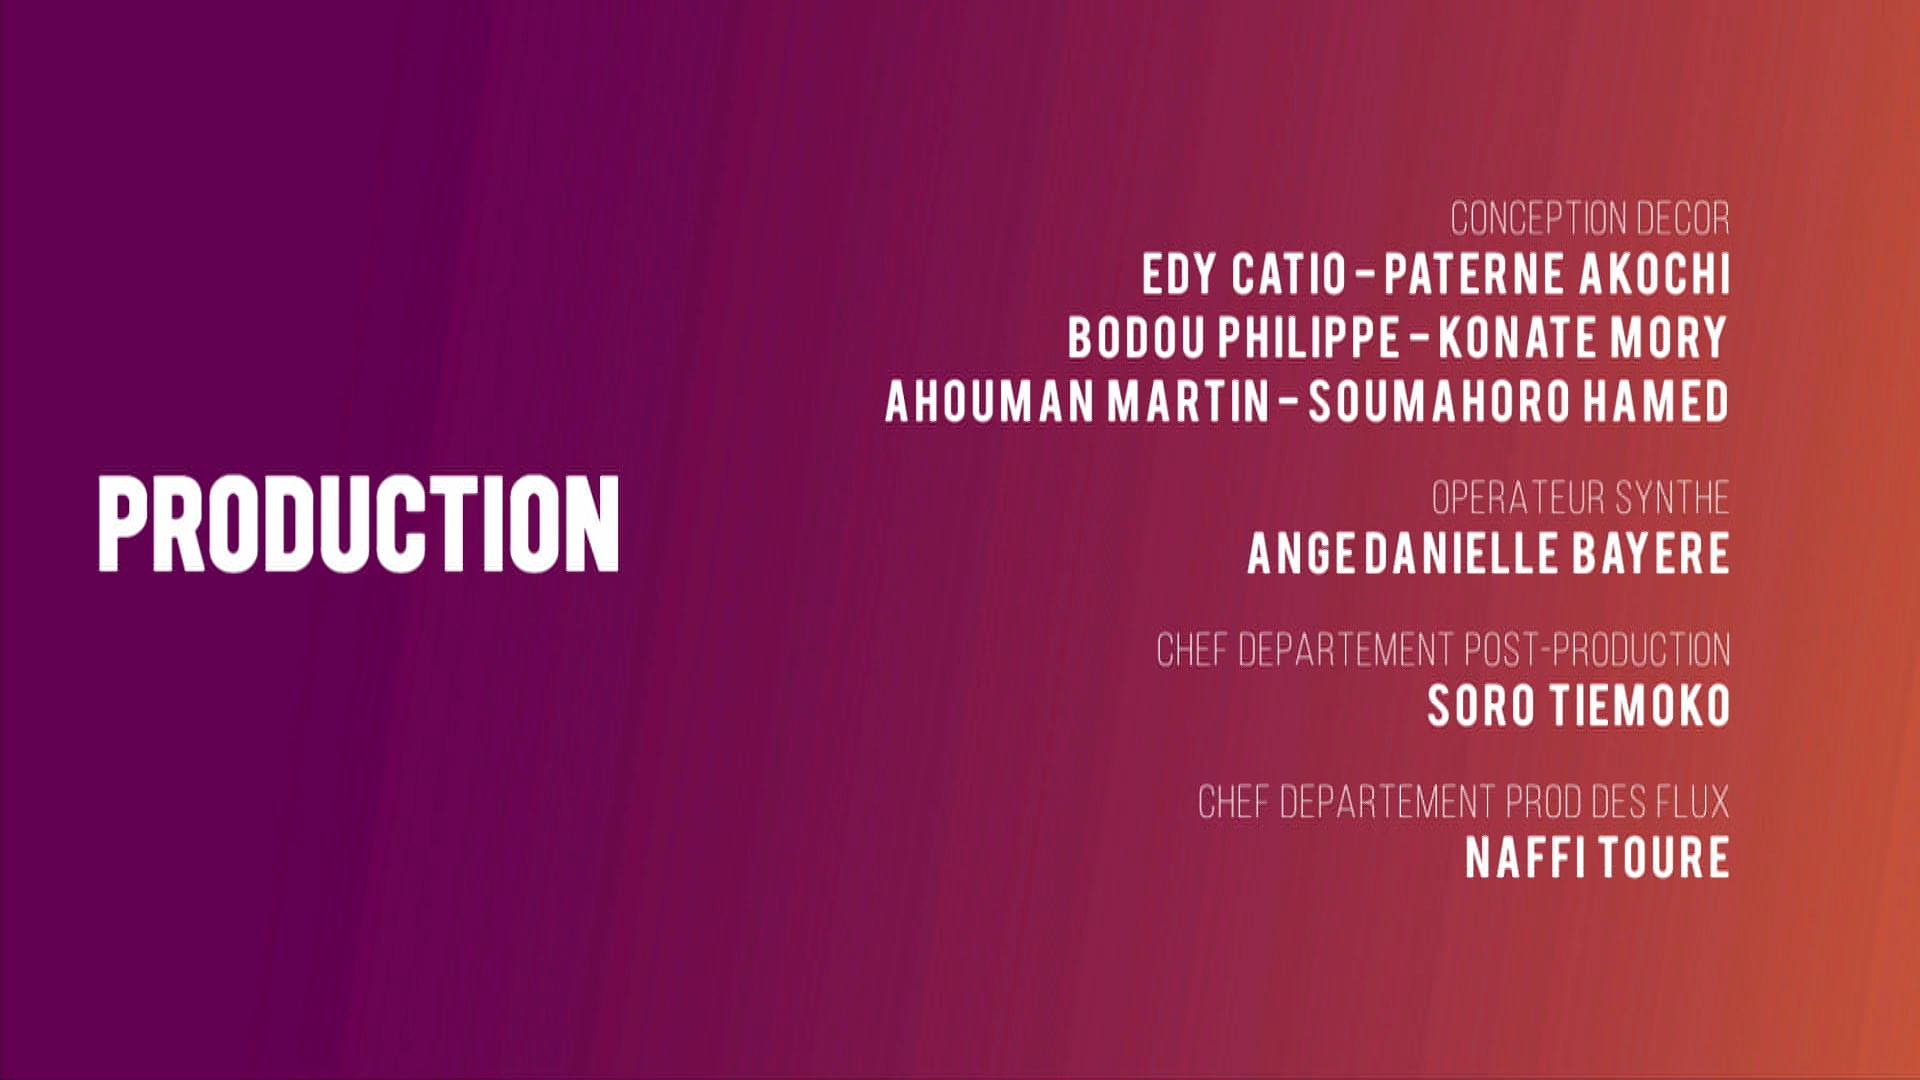 PRODUCTION
CONCEPTION DECOR
EDY CATIO – PATERNE AKOCHI
BODOU PHILIPPE – KONATE MORY
AHOUMAN MARTIN – SOUMAHORO HAMED
OPERATEUR SYNTHE
ANGE DANIELLE BAYERE
CHEF DEPARTEMENT POST-PRODUCTION
SORO TIEMOKO
CHEF DEPARTEMENT PROD DES FLUX
NAFFI TOURE